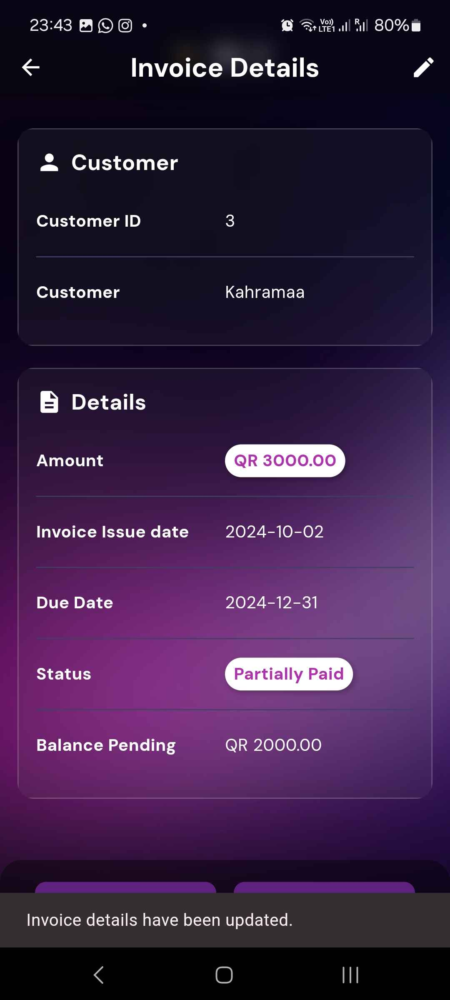 23:43 Vo)) LTE1 R 80%
Invoice Details
Customer
Customer ID 3
Customer Kahramaa
Details
Amount QR 3000.00
Invoice Issue date 2024-10-02
Due Date 2024-12-31
Status Partially Paid
Balance Pending QR 2000.00
Invoice details have been updated.